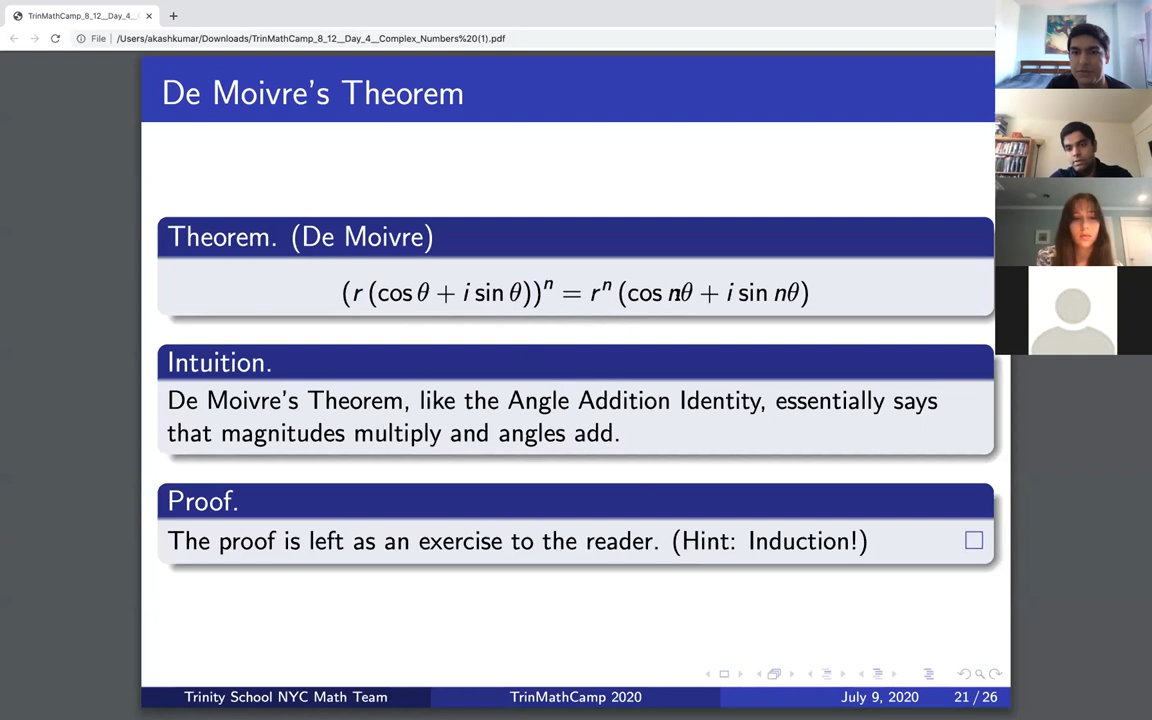 TrinMathCamp_8_12__Day_4__
File
/Users/akashkumar/Downloads/TrinMathCamp_8_12__Day_4__Complex_Numbers%20(1).pdf
De Moivre's Theorem
Theorem. (De Moivre)
(r (cos θ + i sin θ))ⁿ = rⁿ (cos nθ + i sin nθ)
Intuition.
De Moivre's Theorem, like the Angle Addition Identity, essentially says
that magnitudes multiply and angles add.
Proof.
The proof is left as an exercise to the reader. (Hint: Induction!)
Trinity School NYC Math Team
TrinMathCamp 2020
July 9, 2020
21 / 26